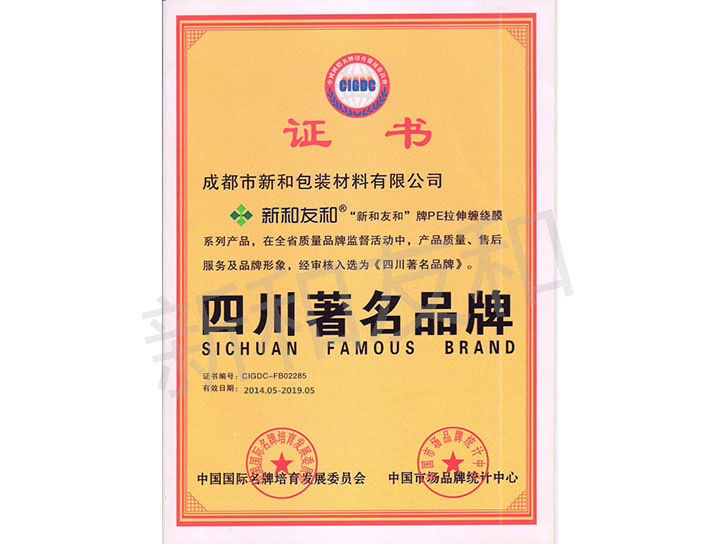 CIGDC
证 书
成都市新和包装材料有限公司
新和友和® “新和友和”牌PE拉伸缠绕膜
系列产品,在全省质量品牌监督活动中,产品质量、售后
服务及品牌形象,经审核入选为《四川著名品牌》。
四川著名品牌
SICHUAN FAMOUS BRAND
证书编号:CIGDC-FB02285
有效日期:2014.05-2019.05
中国国际名牌培育发展委员会 中国市场品牌统计中心
新和友和